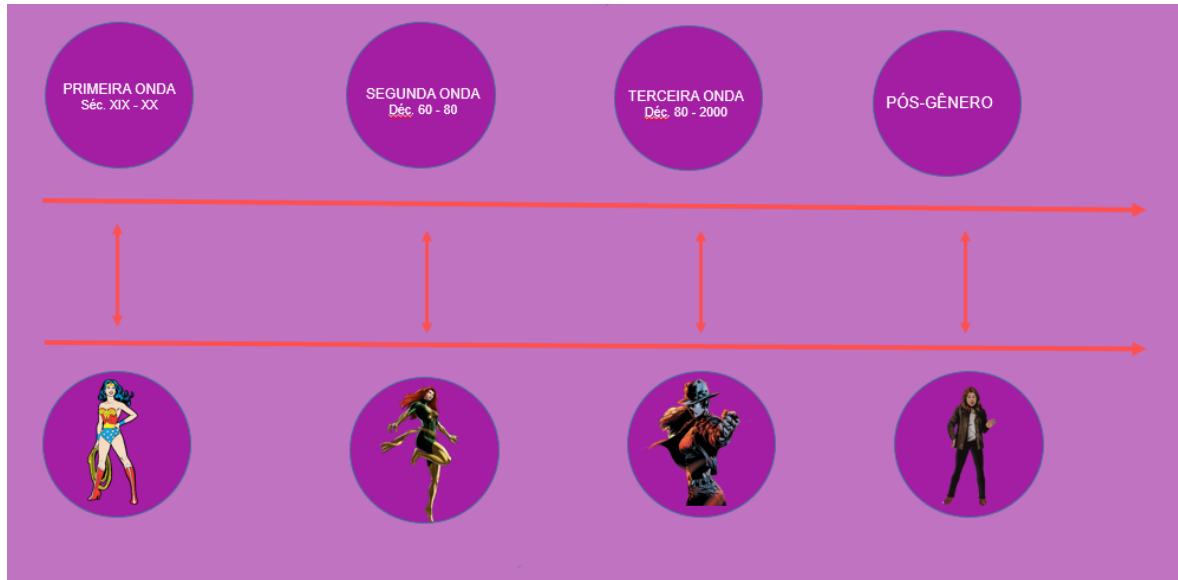 PRIMEIRA ONDA
Séc. XIX - XX
SEGUNDA ONDA
Déc. 60 - 80
TERCEIRA ONDA
Déc. 80 - 2000
PÓS-GÊNERO